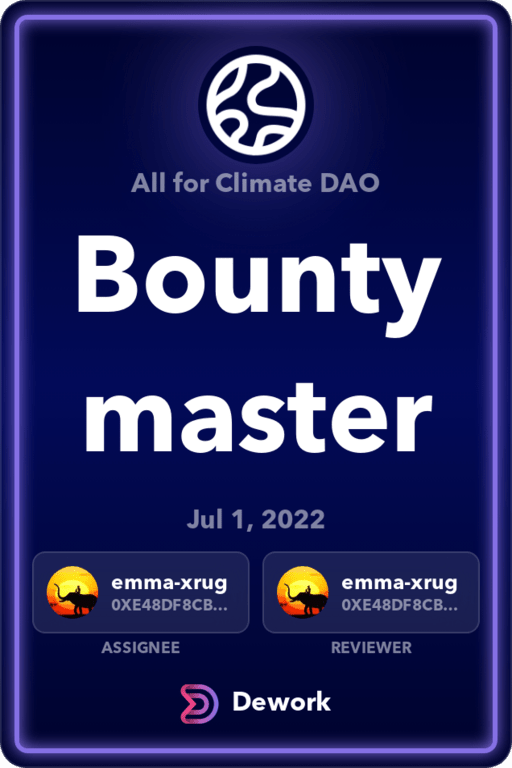 All for Climate DAO
Bounty
master
Jul 1, 2022
emma-xrug
0XE48DF8CB...
ASSIGNEE
emma-xrug
0XE48DF8CB...
REVIEWER
Dework